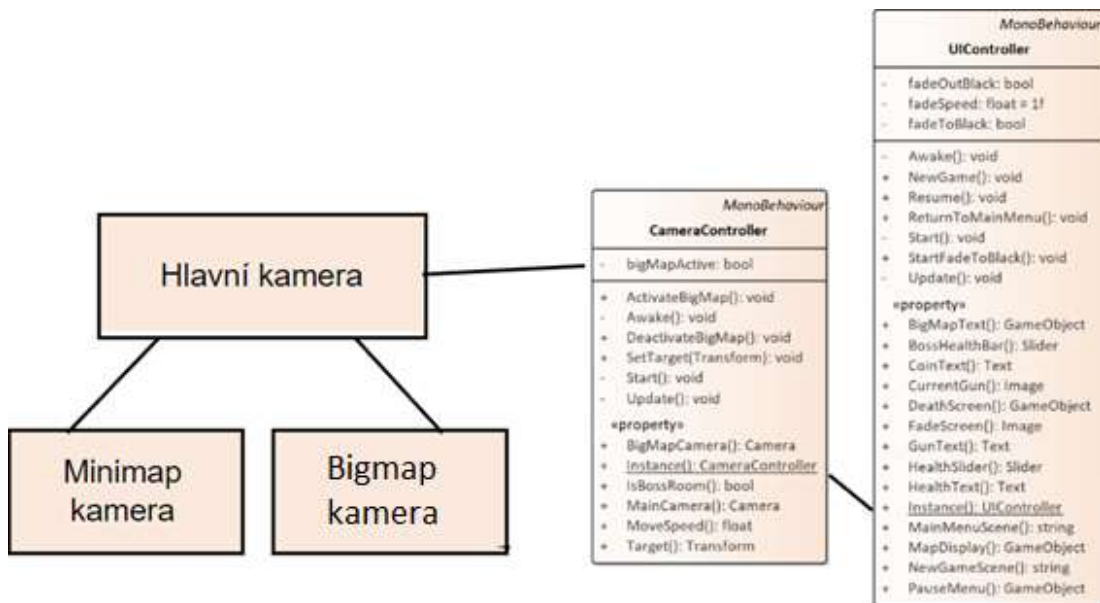 Hlavní kamera
Minimap
kamera
Bigmap
kamera
MonoBehaviour
CameraController
- bigMapActive: bool
+ ActivateBigMap(): void
- Awake(): void
+ DeactivateBigMap(): void
+ SetTarget(Transform): void
- Start(): void
- Update(): void
«property»
+ BigMapCamera(): Camera
+ Instance(): CameraController
+ IsBossRoom(): bool
+ MainCamera(): Camera
+ MoveSpeed(): float
+ Target(): Transform
MonoBehaviour
UIController
- fadeOutBlack: bool
- fadeSpeed: float = 1f
- fadeToBlack: bool
- Awake(): void
+ NewGame(): void
+ Resume(): void
+ ReturnToMainMenu(): void
- Start(): void
+ StartFadeToBlack(): void
- Update(): void
«property»
+ BigMapText(): GameObject
+ BossHealthBar(): Slider
+ CoinText(): Text
+ CurrentGun(): Image
+ DeathScreen(): GameObject
+ FadeScreen(): Image
+ GunText(): Text
+ HealthSlider(): Slider
+ HealthText(): Text
+ Instance(): UIController
+ MainMenuScene(): string
+ MapDisplay(): GameObject
+ NewGameScene(): string
+ PauseMenu(): GameObject